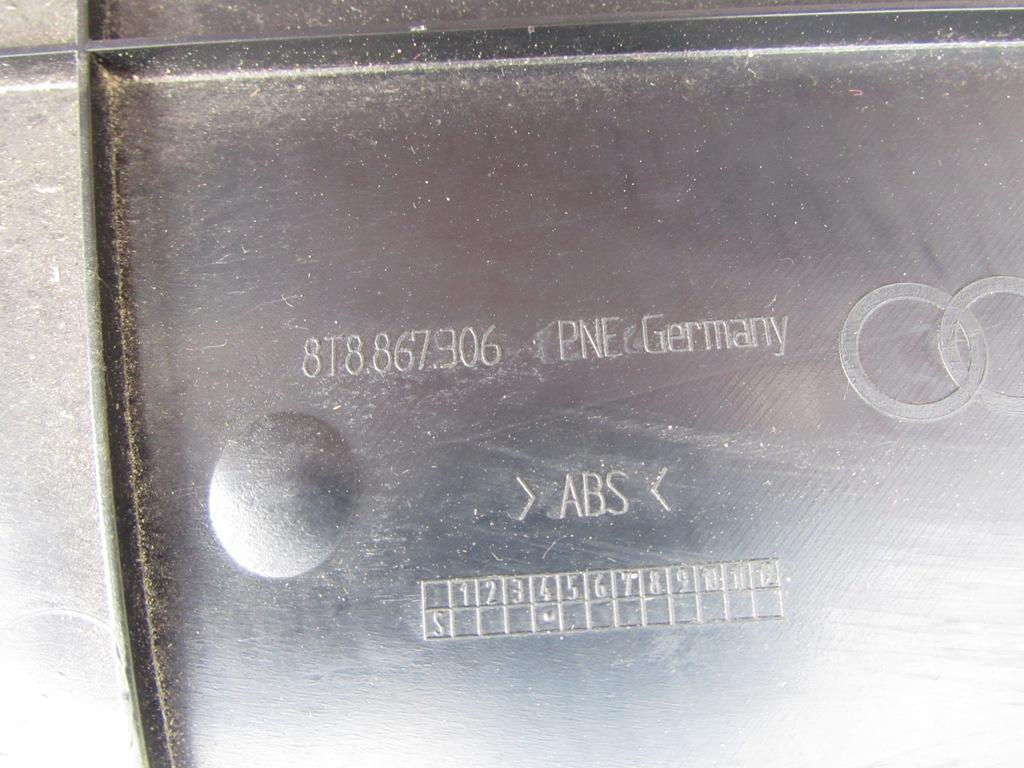 8T8.867.306 PNE Germany
A
> ABS <
1 2 3 4 5 6 7 8 9 10 11 12
S